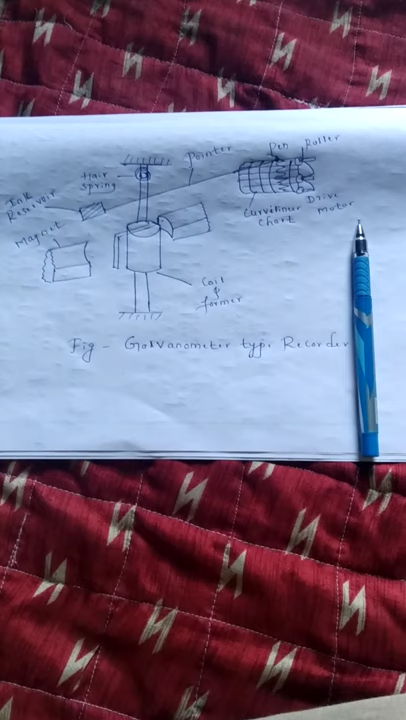 Pen Roller
Pointer
Hair
spring
Ink
Reservoir
Drive
motor
Curvilinear
Chart
Magnet
Coil
&
former
Fig - Galvanometer type Recorder